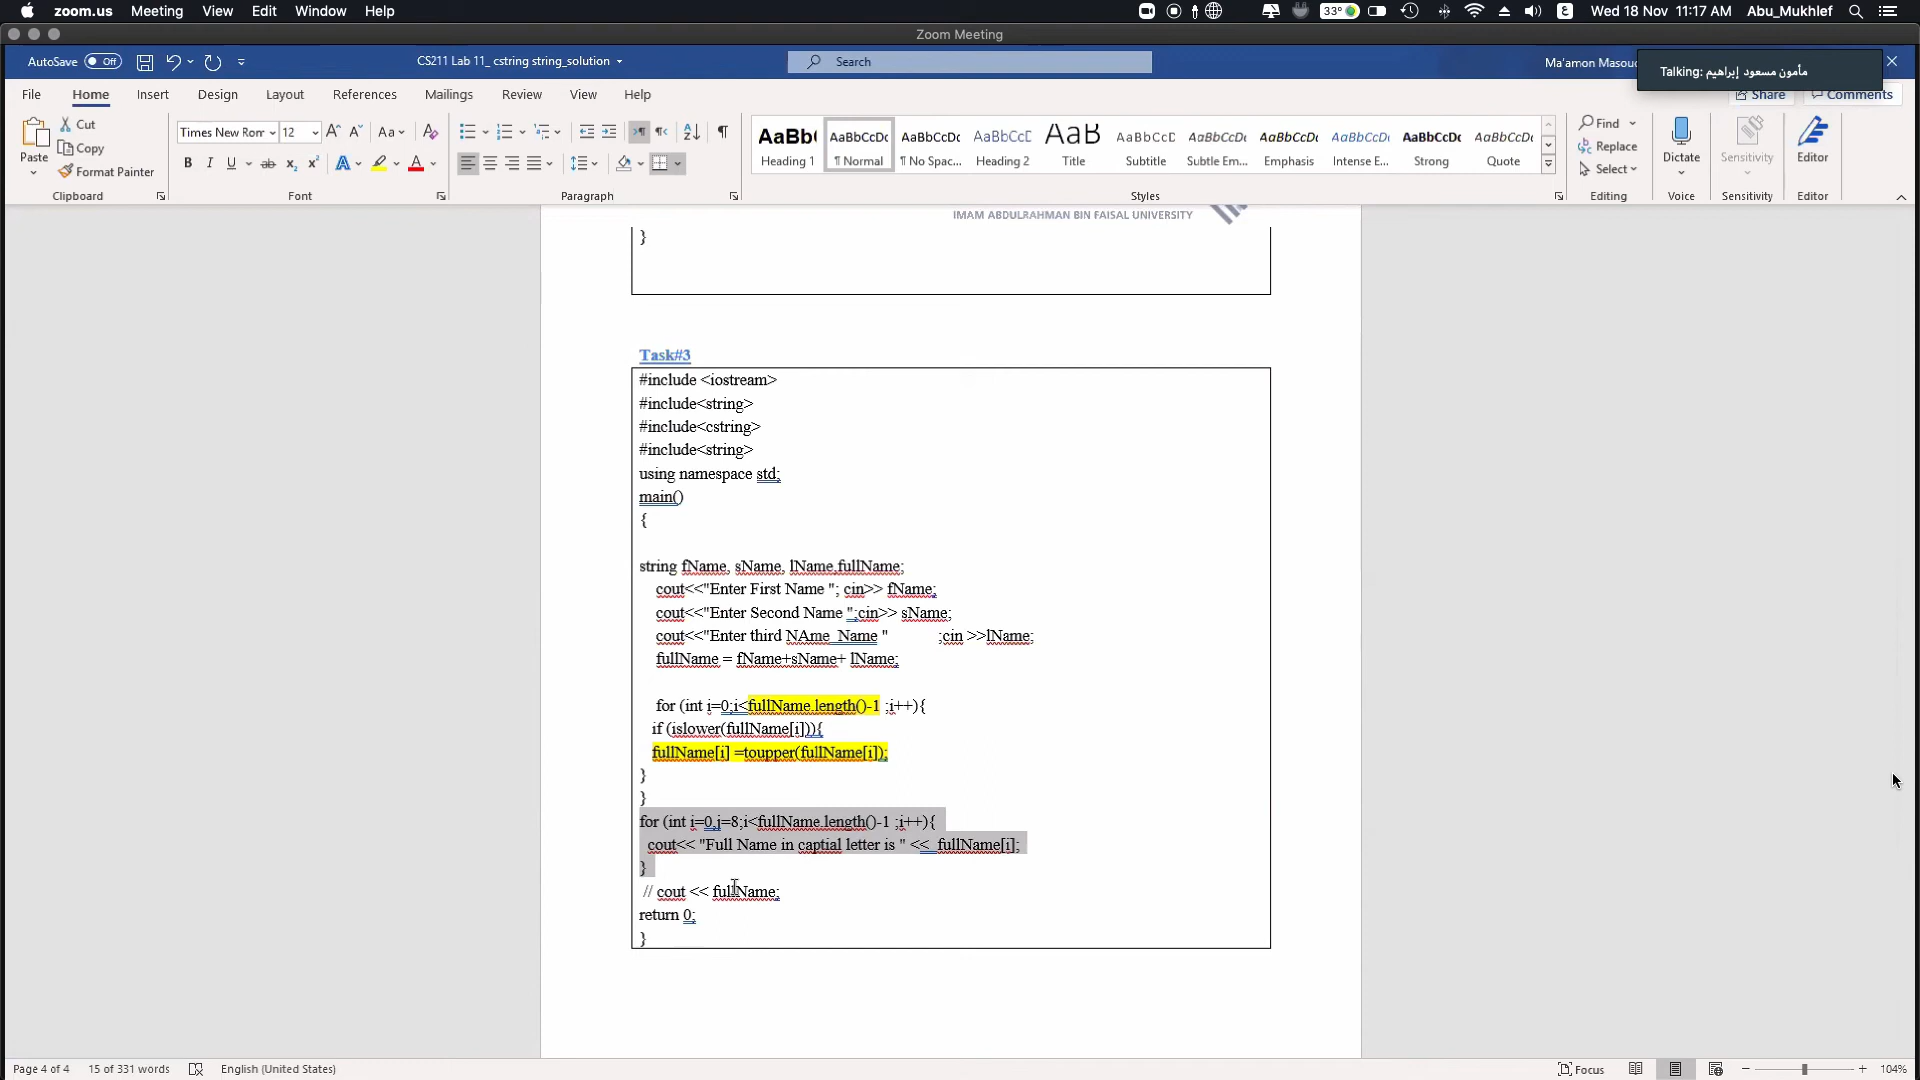 zoom.us Meeting View Edit Window Help 33° ع Wed 18 Nov 11:17 AM Abu_Mukhlef
Zoom Meeting
AutoSave Off CS211 Lab 11_ cstring string_solution Search Ma'amon Masou
Talking: مأمون مسعود إبراهيم
File Home Insert Design Layout References Mailings Review View Help Share Comments
Paste Cut Copy Format Painter
Times New Rom 12 Aa
B I U ab x₂ x² A A
AaBb( AaBbCcDc AaBbCcDc AaBbCcD AaB AaBbCcD AaBbCcDc AaBbCcDc AaBbCcDc AaBbCcDc AaBbCcDc
Heading 1 ¶ Normal ¶ No Spac... Heading 2 Title Subtitle Subtle Em... Emphasis Intense E... Strong Quote
Find Replace Select
Dictate Sensitivity Editor
Clipboard Font Paragraph Styles Editing Voice Sensitivity Editor
IMAM ABDULRAHMAN BIN FAISAL UNIVERSITY
}
Task#3
#include <iostream>
#include<string>
#include<cstring>
#include<string>
using namespace std;
main()
{
string fName, sName, lName,fullName;
cout<<"Enter First Name "; cin>> fName;
cout<<"Enter Second Name ";cin>> sName;
cout<<"Enter third NAme Name " ;cin >>lName;
fullName = fName+sName+ lName;
for (int i=0;i<fullName.length()-1 ;i++){
if (islower(fullName[i])){
fullName[i] =toupper(fullName[i]);
}
}
for (int i=0,j=8;i<fullName.length()-1 ;i++){
cout<< "Full Name in captial letter is " << fullName[i];
}
// cout << fullName;
return 0;
}
Page 4 of 4 15 of 331 words English (United States) Focus 104%